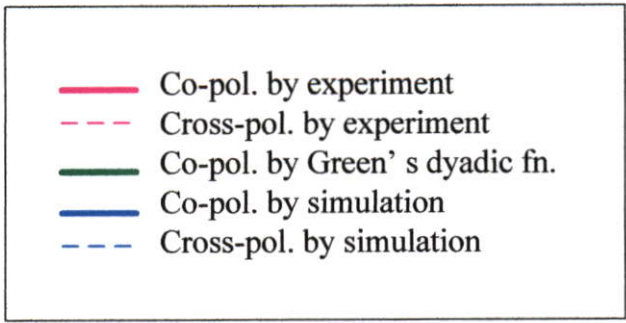 Co-pol. by experiment
Cross-pol. by experiment
Co-pol. by Green’ s dyadic fn.
Co-pol. by simulation
Cross-pol. by simulation